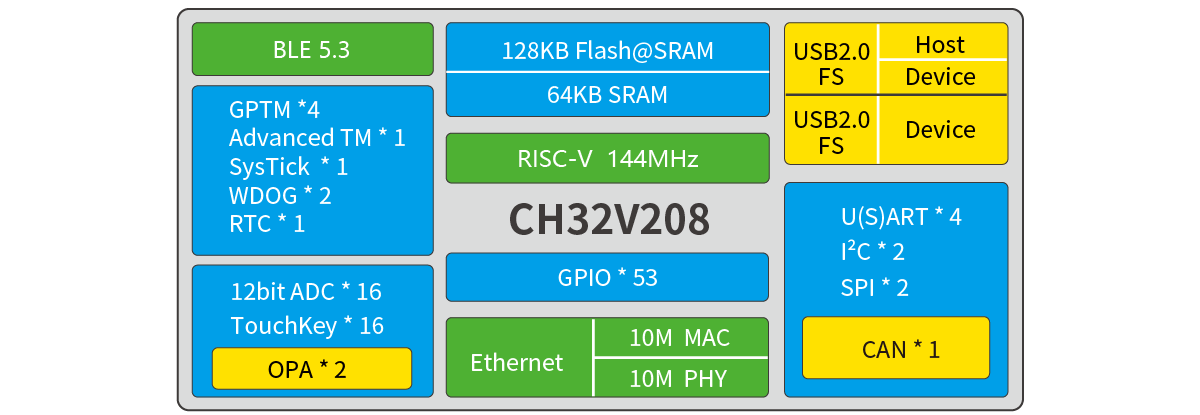 BLE 5.3
GPTM *4
Advanced TM * 1
SysTick * 1
WDOG * 2
RTC * 1
12bit ADC * 16
TouchKey * 16
OPA * 2
128KB Flash@SRAM
64KB SRAM
RISC-V 144MHz
CH32V208
GPIO * 53
Ethernet
10M MAC
10M PHY
USB2.0
FS
Host
Device
USB2.0
FS
Device
U(S)ART * 4
I²C * 2
SPI * 2
CAN * 1